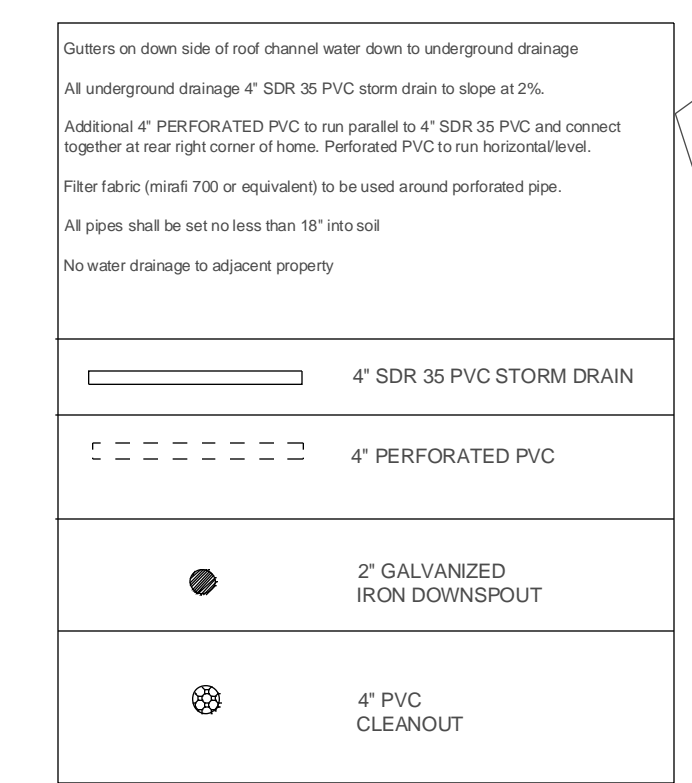 Gutters on down side of roof channel water down to underground drainage
All underground drainage 4" SDR 35 PVC storm drain to slope at 2%.
Additional 4" PERFORATED PVC to run parallel to 4" SDR 35 PVC and connect
together at rear right corner of home. Perforated PVC to run horizontal/level.
Filter fabric (mirafi 700 or equivalent) to be used around porforated pipe.
All pipes shall be set no less than 18" into soil
No water drainage to adjacent property
4" SDR 35 PVC STORM DRAIN
4" PERFORATED PVC
2" GALVANIZED
IRON DOWNSPOUT
4" PVC
CLEANOUT